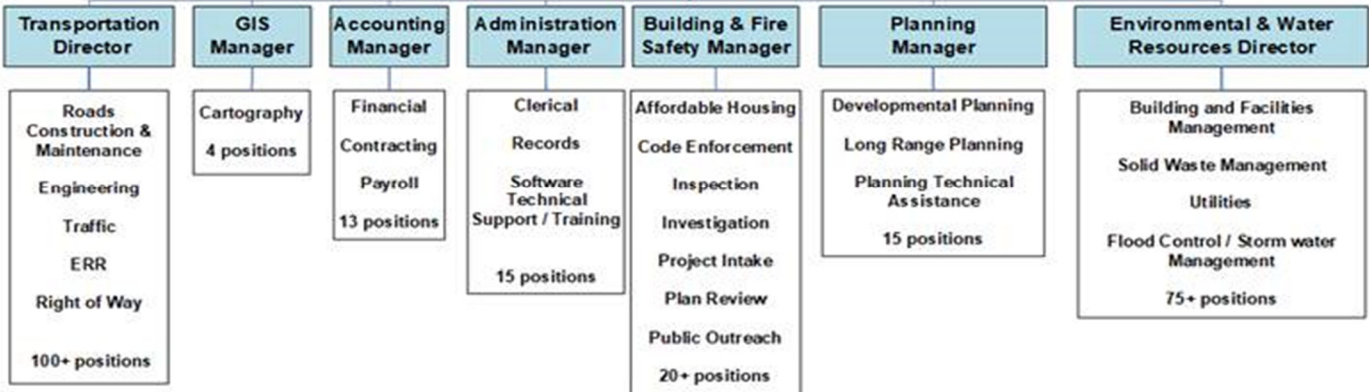 Transportation
Director
Roads
Construction &
Maintenance
Engineering
Traffic
ERR
Right of Way
100+ positions
GIS
Manager
Cartography
4 positions
Accounting
Manager
Financial
Contracting
Payroll
13 positions
Administration
Manager
Clerical
Records
Software
Technical
Support / Training
15 positions
Building & Fire
Safety Manager
Affordable Housing
Code Enforcement
Inspection
Investigation
Project Intake
Plan Review
Public Outreach
20+ positions
Planning
Manager
Developmental Planning
Long Range Planning
Planning Technical
Assistance
15 positions
Environmental & Water
Resources Director
Building and Facilities
Management
Solid Waste Management
Utilities
Flood Control / Storm water
Management
75+ positions